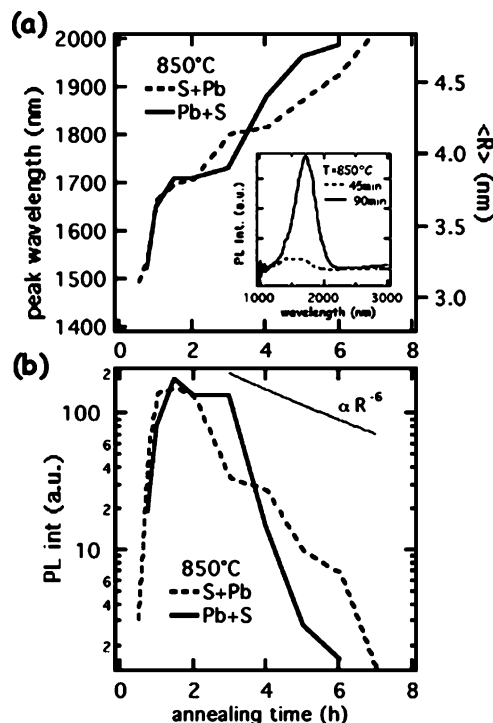 (a)
2000
1900
1800
1700
1600
1500
1400
peak wavelength (nm)
850°C
S+Pb
Pb+S
4.5
4.0
3.5
3.0
<R> (nm)
T=850°C
45min
90min
PL Int. (a.u.)
1000 2000 3000
wavelength (nm)
0 2 4 6 8
(b)
2
100
6
4
2
10
6
4
2
PL int (a.u.)
α R⁻⁶
850°C
S+Pb
Pb+S
0 2 4 6 8
annealing time (h)